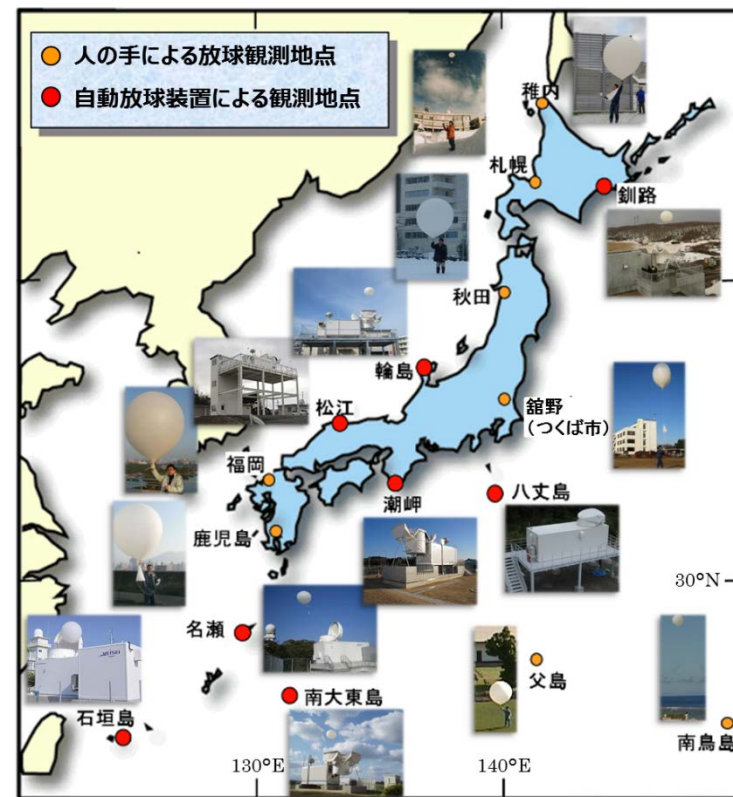 人の手による放球観測地点
自動放球装置による観測地点
稚内
札幌
釧路
秋田
輪島
舘野
(つくば市)
松江
福岡
潮岬
八丈島
鹿児島
30°N
名瀬
父島
南大東島
石垣島
南鳥島
130°E
140°E